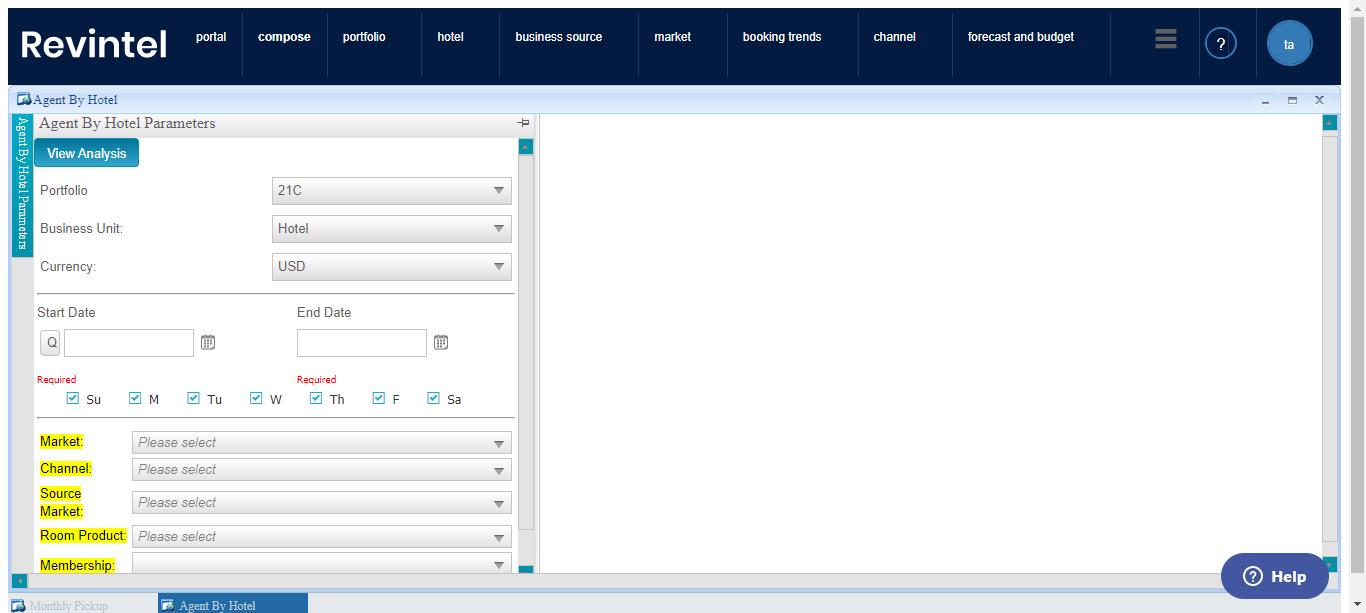 Revintel
portal
compose
portfolio
hotel
business source
market
booking trends
channel
forecast and budget
?
ta
Agent By Hotel
Agent By Hotel Parameters
Agent By Hotel Parameters
View Analysis
Portfolio
21C
Business Unit:
Hotel
Currency:
USD
Start Date
End Date
Q
Required
Required
Su
M
Tu
W
Th
F
Sa
Market:
Please select
Channel:
Please select
Source
Market:
Please select
Room Product:
Please select
Membership:
? Help
Monthly Pickup
Agent By Hotel